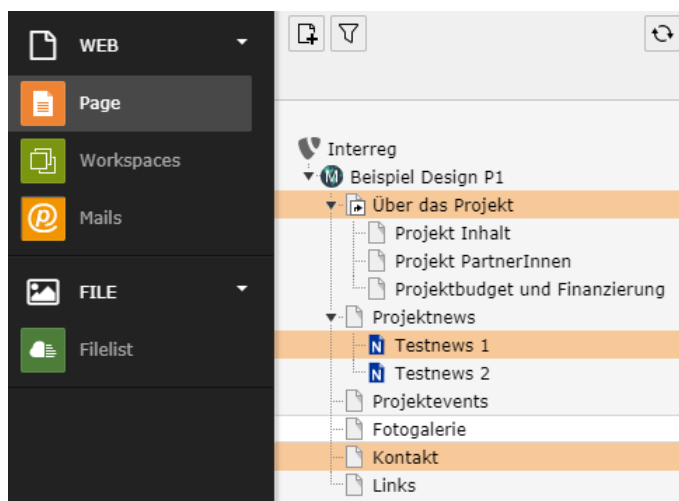 WEB
Page
Workspaces
Mails
FILE
Filelist
Interreg
Beispiel Design P1
Über das Projekt
Projekt Inhalt
Projekt PartnerInnen
Projektbudget und Finanzierung
Projektnews
N Testnews 1
N Testnews 2
Projektevents
Fotogalerie
Kontakt
Links